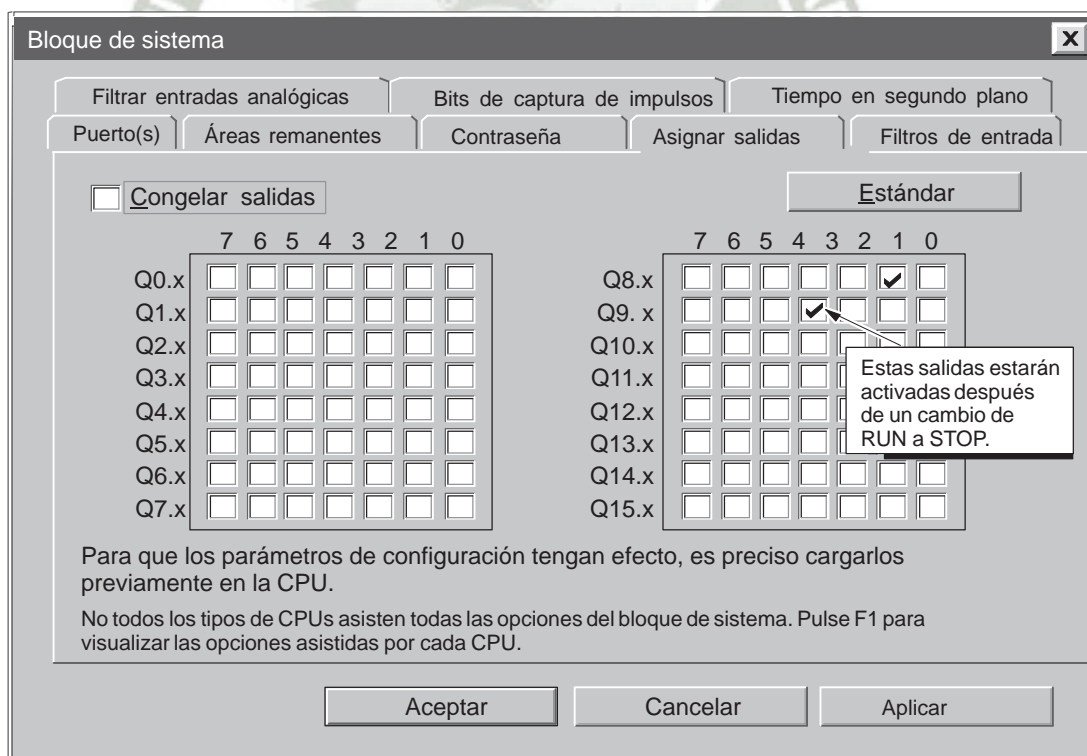 Bloque de sistema
Filtrar entradas analógicas Bits de captura de impulsos Tiempo en segundo plano
Puerto(s) Áreas remanentes Contraseña Asignar salidas Filtros de entrada
Congelar salidas
Estándar
7 6 5 4 3 2 1 0
Q0.x
Q1.x
Q2.x
Q3.x
Q4.x
Q5.x
Q6.x
Q7.x
7 6 5 4 3 2 1 0
Q8.x
Q9. x
Q10.x
Q11.x
Q12.x
Q13.x
Q14.x
Q15.x
Estas salidas estarán
activadas después
de un cambio de
RUN a STOP.
Para que los parámetros de configuración tengan efecto, es preciso cargarlos
previamente en la CPU.
No todos los tipos de CPUs asisten todas las opciones del bloque de sistema. Pulse F1 para
visualizar las opciones asistidas por cada CPU.
Aceptar Cancelar Aplicar